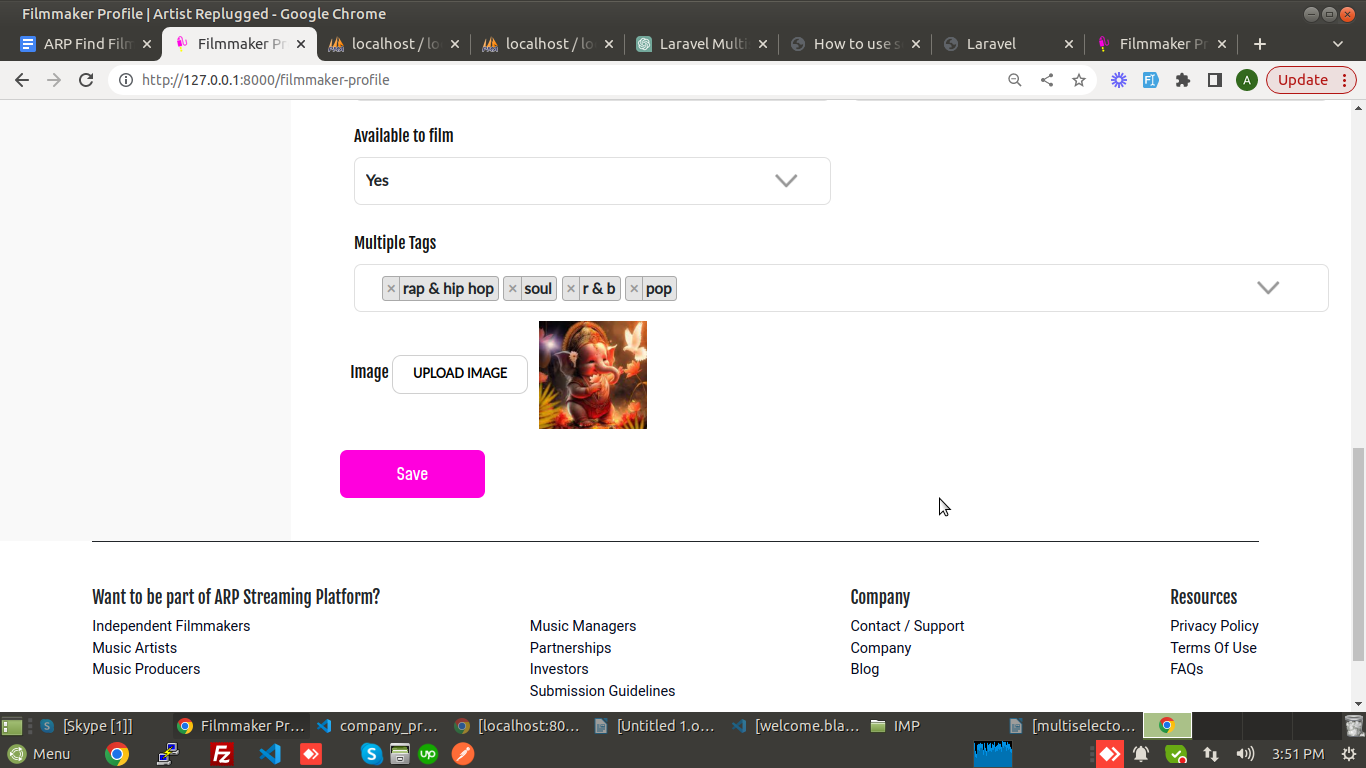 Filmmaker Profile | Artist Replugged - Google Chrome
ARP Find Film
Filmmaker Pr
localhost / lo
localhost / lo
Laravel Multi
How to use s
Laravel
Filmmaker Pr
http://127.0.0.1:8000/filmmaker-profile
A
Update
Available to film
Yes
Multiple Tags
× rap & hip hop × soul × r & b × pop
Image UPLOAD IMAGE
Save
Want to be part of ARP Streaming Platform?
Independent Filmmakers
Music Artists
Music Producers
Music Managers
Partnerships
Investors
Submission Guidelines
Company
Contact / Support
Company
Blog
Resources
Privacy Policy
Terms Of Use
FAQs
[Skype [1]]
Filmmaker Pr...
company_pr...
[localhost:80...
[Untitled 1.o...
[welcome.bla...
IMP
[multiselecto...
Menu
3:51 PM